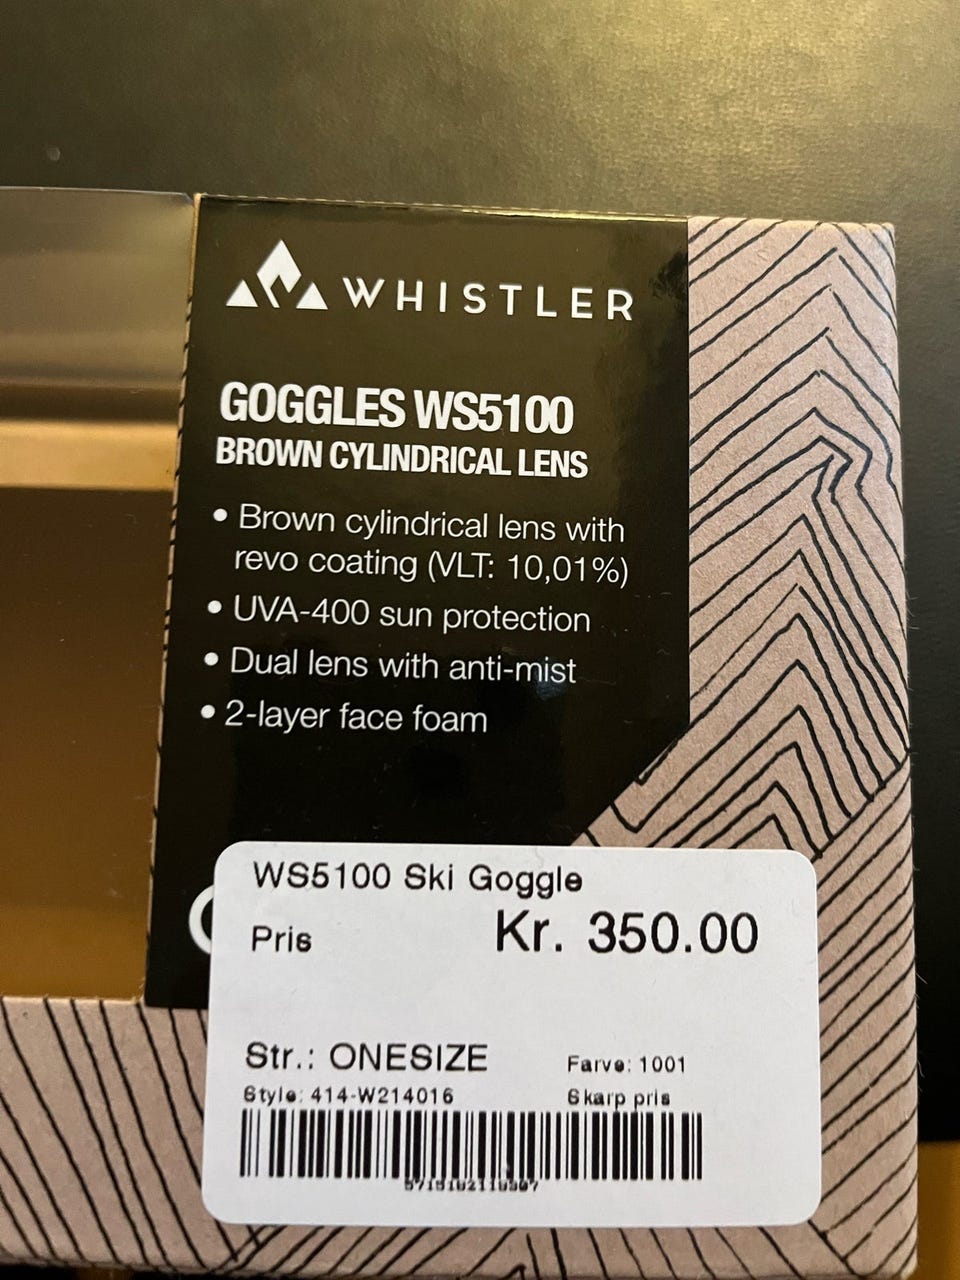 WHISTLER
GOGGLES WS5100
BROWN CYLINDRICAL LENS
• Brown cylindrical lens with
revo coating (VLT: 10,01%)
• UVA-400 sun protection
• Dual lens with anti-mist
• 2-layer face foam
WS5100 Ski Goggle
Pris Kr. 350.00
Str.: ONESIZE Farve: 1001
Style: 414-W214016 Skarp pris